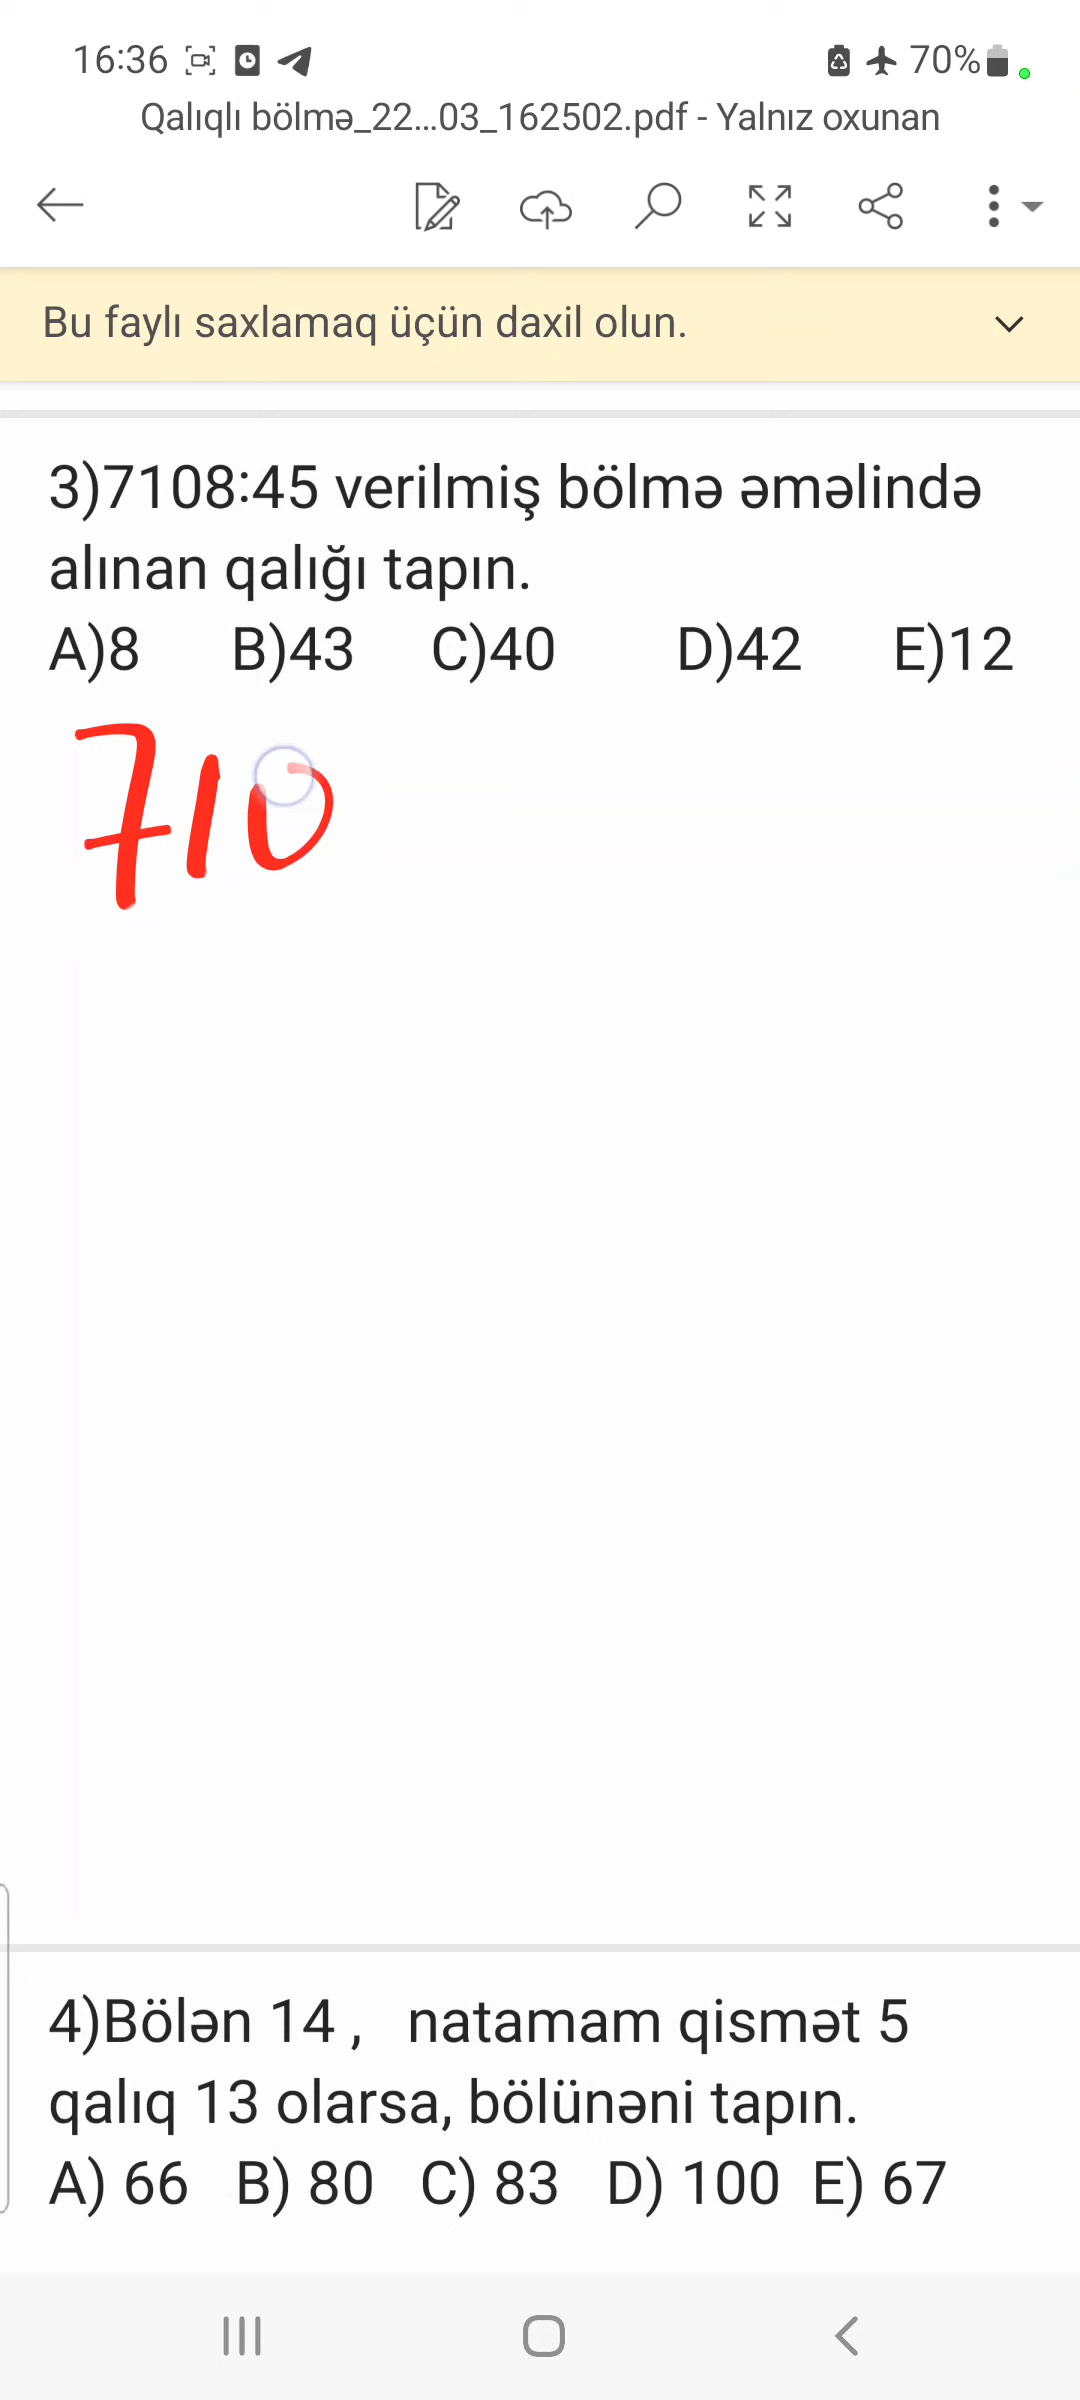 16:36 70%
Qalıqlı bölmə_22...03_162502.pdf - Yalnız oxunan
Bu faylı saxlamaq üçün daxil olun.
3)7108:45 verilmiş bölmə əməlində
alınan qalığı tapın.
A)8 B)43 C)40 D)42 E)12
710
4)Bölən 14 , natamam qismət 5
qalıq 13 olarsa, bölünəni tapın.
A) 66 B) 80 C) 83 D) 100 E) 67